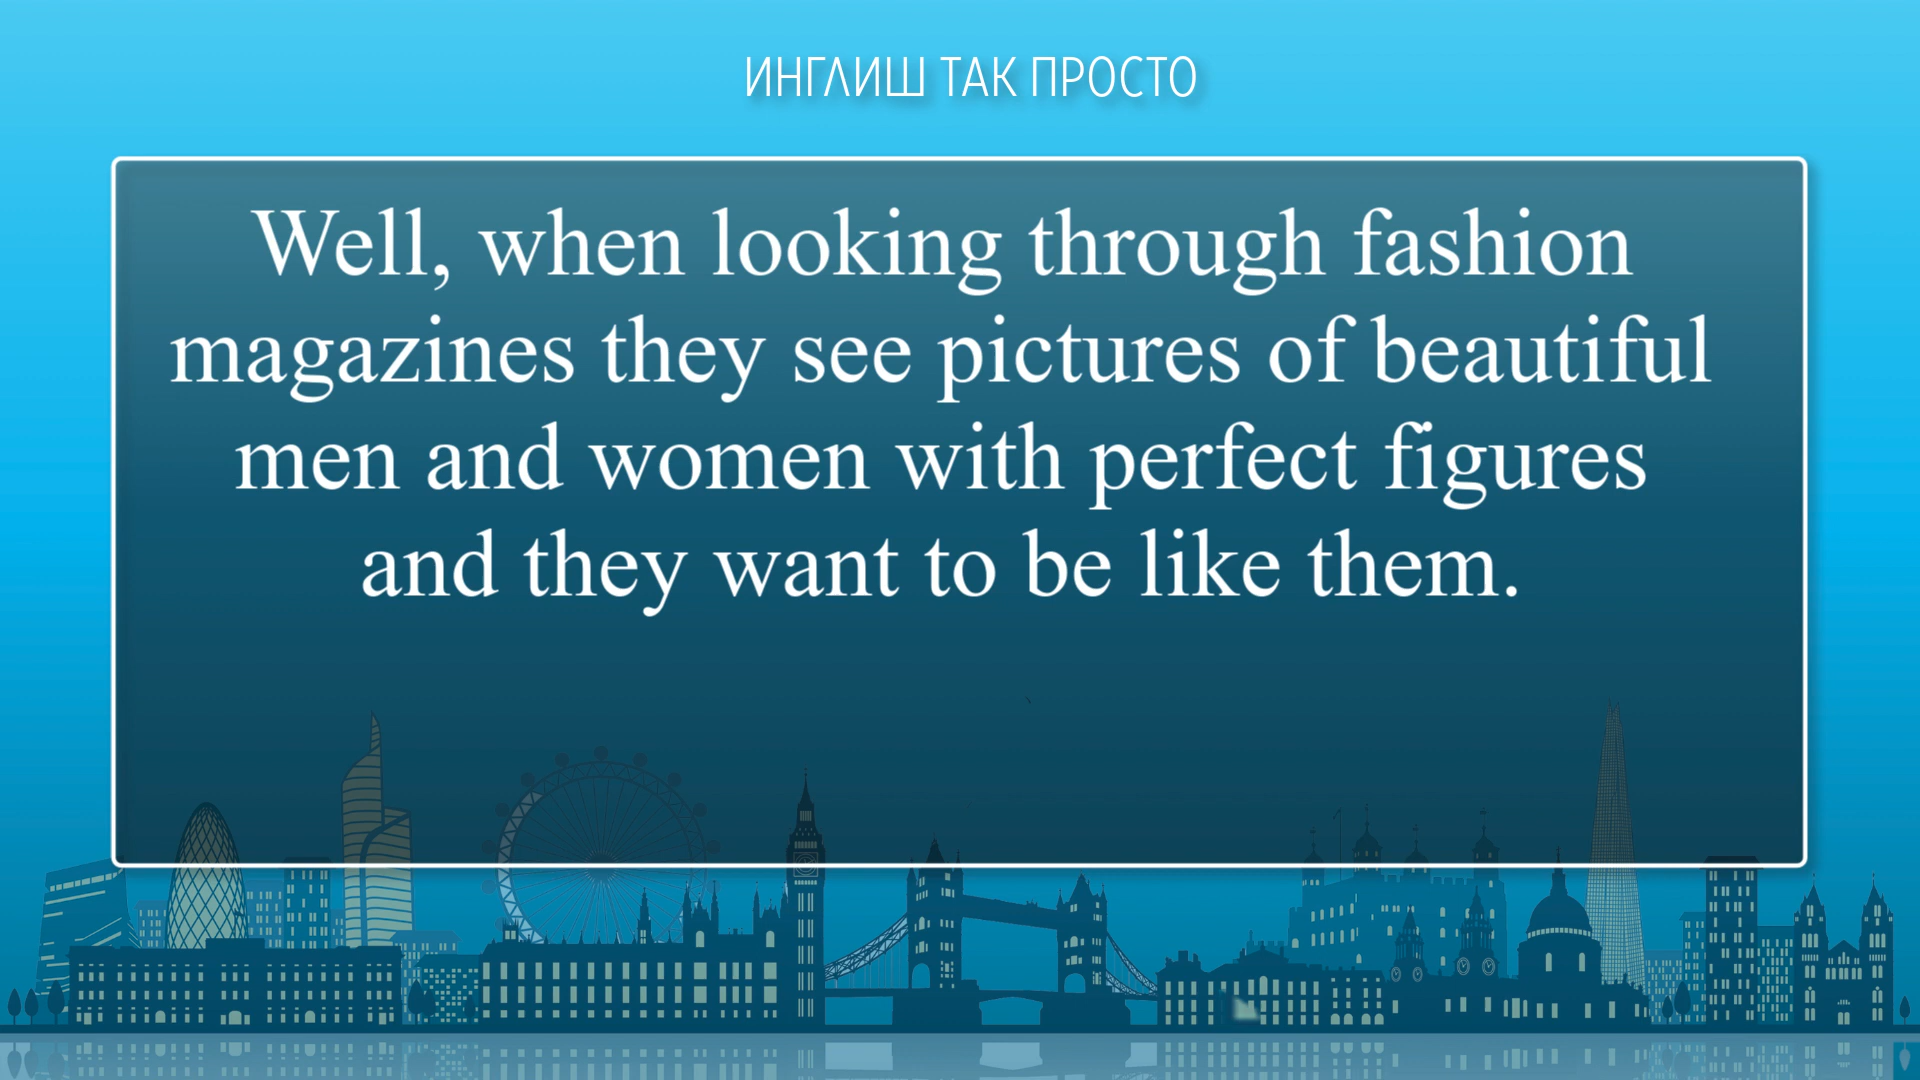 ИНГЛИШ ТАК ПРОСТО
Well, when looking through fashion
magazines they see pictures of beautiful
men and women with perfect figures
and they want to be like them.